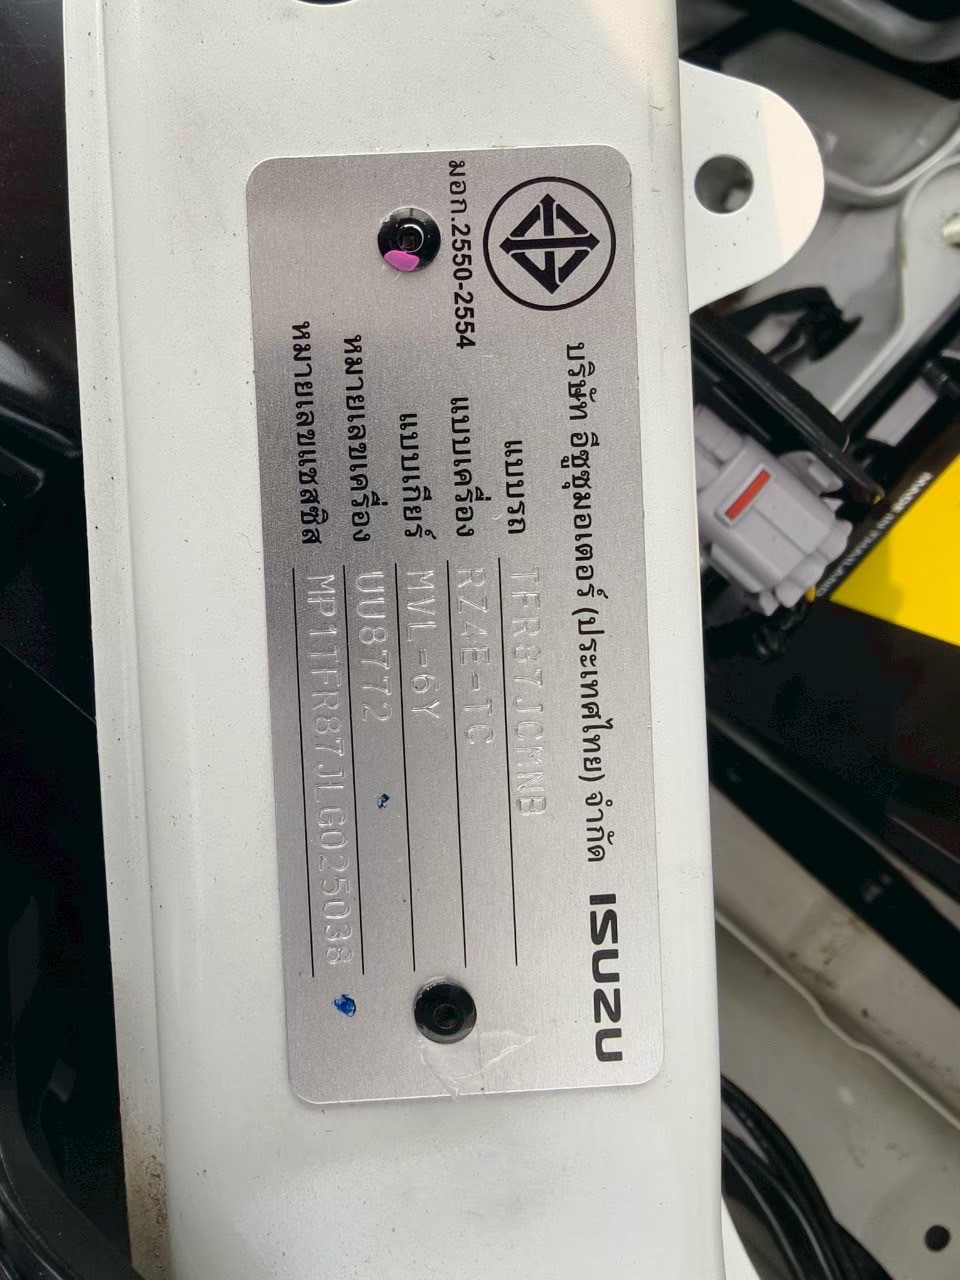 บริษัท อีซูซุมอเตอร์ (ประเทศไทย) จำกัด ISUZU
มอก.2550-2554
แบบรถ TFR87JCMNB
แบบเครื่อง RZ4E-TC
แบบเกียร์ MVL-6Y
หมายเลขเครื่อง UU8772
หมายเลขแชสซิส MP1TFR87JLG025038
MADE IN THAILAND